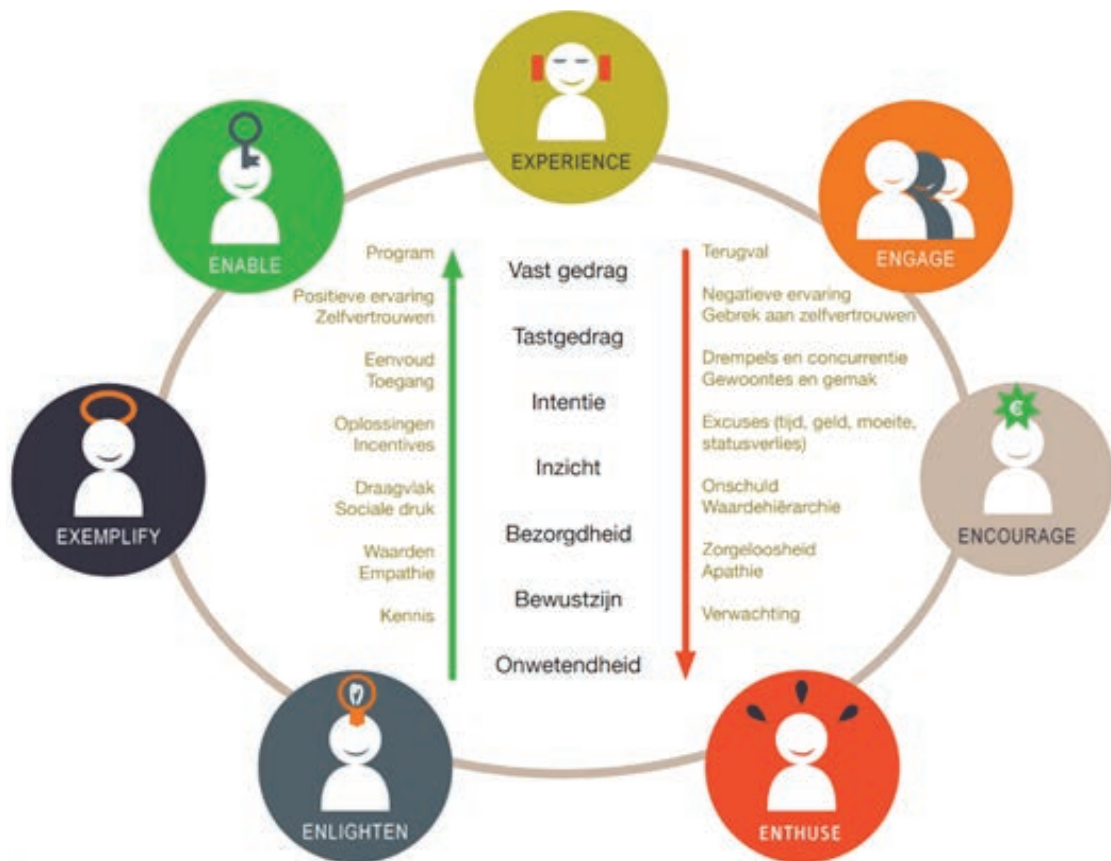 EXPERIENCE
ENABLE
ENGAGE
Program
Positieve ervaring
Zelfvertrouwen
Eenvoud
Toegang
Oplossingen
Incentives
Draagvlak
Sociale druk
Waarden
Empathie
Kennis
Vast gedrag
Tastgedrag
Intentie
Inzicht
Bezorgdheid
Bewustzijn
Onwetendheid
Terugval
Negatieve ervaring
Gebrek aan zelfvertrouwen
Drempels en concurrentie
Gewoontes en gemak
Excuses (tijd, geld, moeite,
statusverlies)
Onschuld
Waardehiërarchie
Zorgeloosheid
Apathie
Verwachting
EXEMPLIFY
€
ENCOURAGE
ENLIGHTEN
ENTHUSE